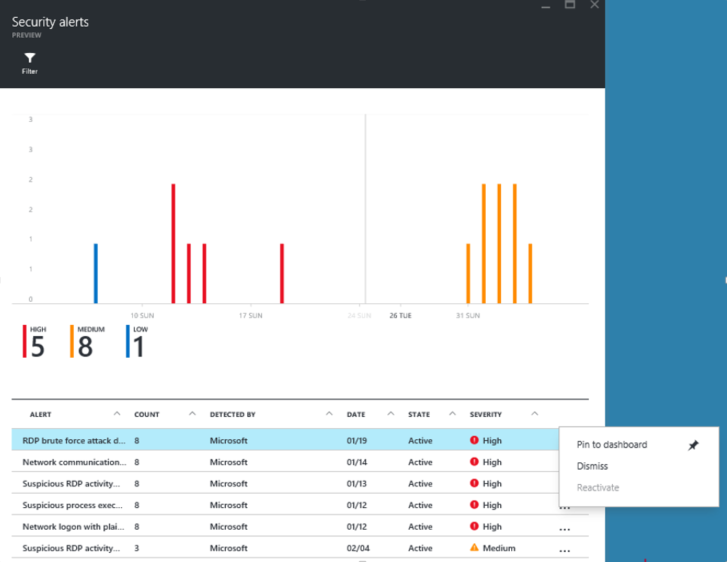 Security alerts
PREVIEW
Filter
3
3
2
2
1
1
0
10 SUN 17 SUN 24 SUN 26 TUE 31 SUN
HIGH MEDIUM LOW
5 8 1
ALERT COUNT DETECTED BY DATE STATE SEVERITY
RDP brute force attack d... 8 Microsoft 01/19 Active High
Network communication... 8 Microsoft 01/14 Active High
Suspicious RDP activity... 8 Microsoft 01/13 Active High
Suspicious process exec... 8 Microsoft 01/12 Active High
Network logon with plai... 8 Microsoft 01/12 Active High ...
Suspicious RDP activity... 3 Microsoft 02/04 Active Medium ...
Pin to dashboard
Dismiss
Reactivate